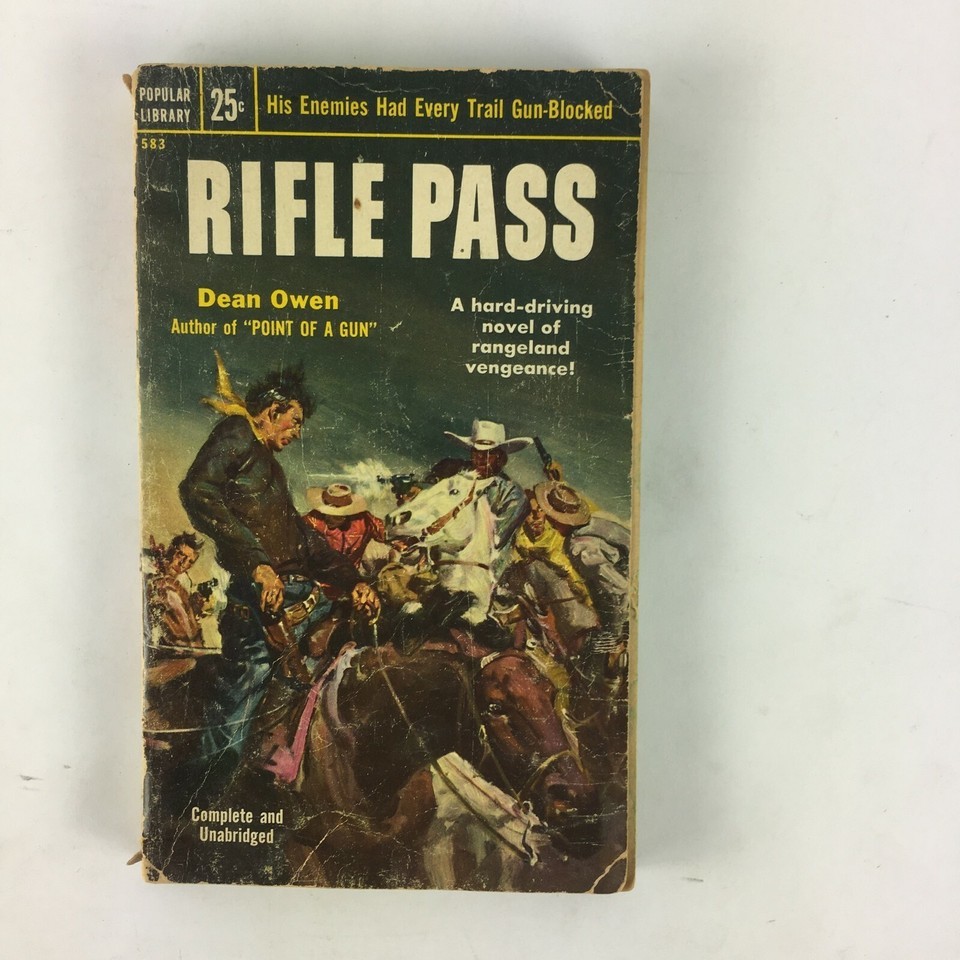 POPULAR
LIBRARY
25c
His Enemies Had Every Trail Gun-Blocked
583
RIFLE PASS
Dean Owen
Author of "POINT OF A GUN"
A hard-driving
novel of
rangeland
vengeance!
Complete and
Unabridged